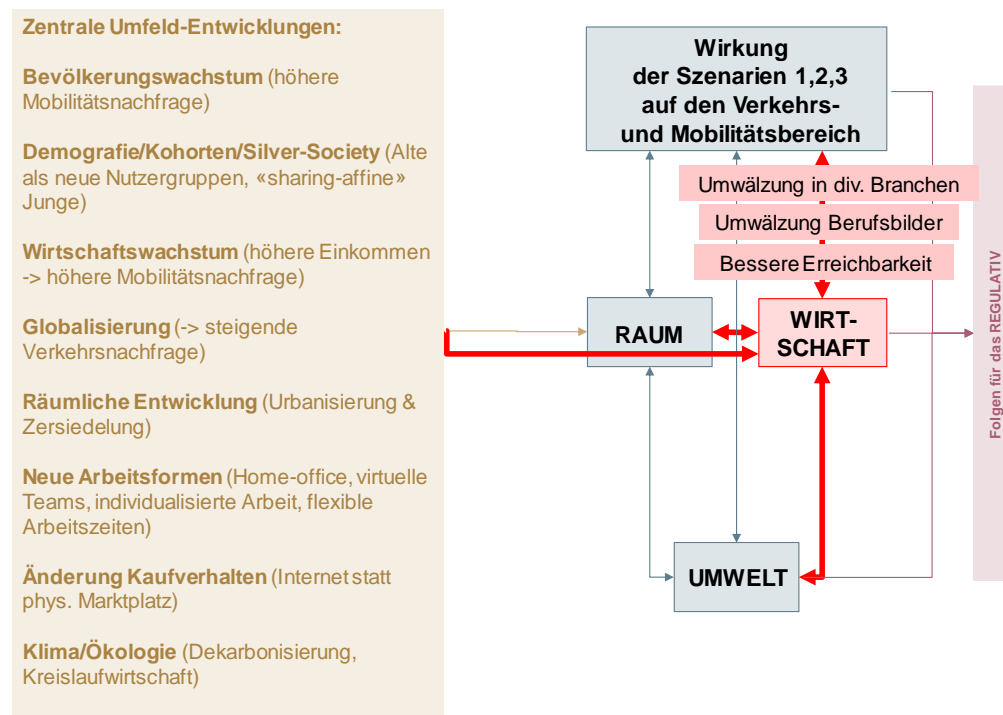 Zentrale Umfeld-Entwicklungen:
Bevölkerungswachstum (höhere
Mobilitätsnachfrage)
Demografie/Kohorten/Silver-Society (Alte
als neue Nutzergruppen, «sharing-affine»
Junge)
Wirtschaftswachstum (höhere Einkommen
-> höhere Mobilitätsnachfrage)
Globalisierung (-> steigende
Verkehrsnachfrage)
Räumliche Entwicklung (Urbanisierung &
Zersiedelung)
Neue Arbeitsformen (Home-office, virtuelle
Teams, individualisierte Arbeit, flexible
Arbeitszeiten)
Änderung Kaufverhalten (Internet statt
phys. Marktplatz)
Klima/Ökologie (Dekarbonisierung,
Kreislaufwirtschaft)
Wirkung
der Szenarien 1,2,3
auf den Verkehrs-
und Mobilitätsbereich
Umwälzung in div. Branchen
Umwälzung Berufsbilder
Bessere Erreichbarkeit
RAUM
WIRT-
SCHAFT
UMWELT
Folgen für das REGULATIV